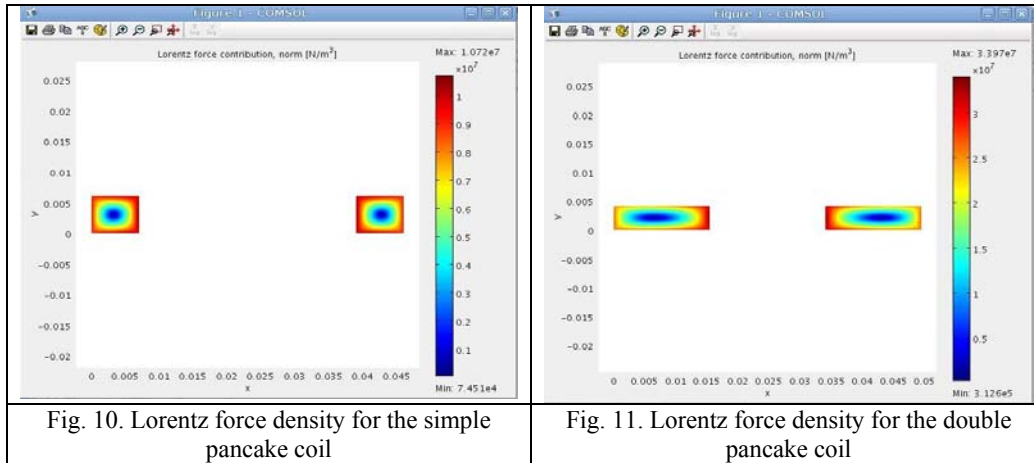 Figure 1 - COMSOL
Lorentz force contribution, norm [N/m³]
Max: 1.072e7
×10⁷
0.025
0.02
0.015
0.01
0.005
0
−0.005
−0.01
−0.015
−0.02
y
0 0.005 0.01 0.015 0.02 0.025 0.03 0.035 0.04 0.045
x
1
0.9
0.8
0.7
0.6
0.5
0.4
0.3
0.2
0.1
Min: 7.451e4
Fig. 10. Lorentz force density for the simple
pancake coil
Figure 1 - COMSOL
Lorentz force contribution, norm [N/m³]
Max: 3.397e7
×10⁷
0.025
0.02
0.015
0.01
0.005
0
−0.005
−0.01
−0.015
−0.02
y
0 0.005 0.01 0.015 0.02 0.025 0.03 0.035 0.04 0.045 0.05
x
3
2.5
2
1.5
1
0.5
Min: 3.126e5
Fig. 11. Lorentz force density for the double
pancake coil